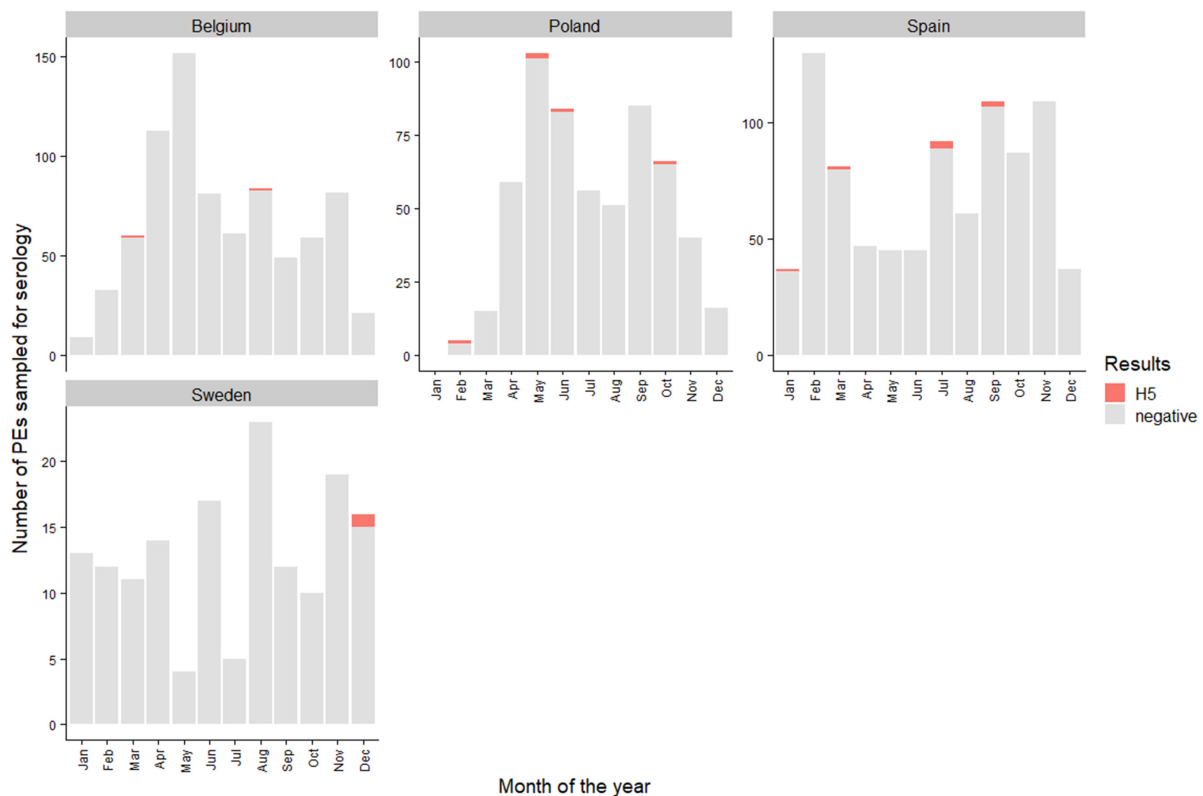 Belgium
Poland
Spain
150
100
50
0
100
75
50
25
0
100
50
0
Jan Feb Mar Apr May Jun Jul Aug Sep Oct Nov Dec
Jan Feb Mar Apr May Jun Jul Aug Sep Oct Nov Dec
Sweden
20
15
10
5
0
Jan Feb Mar Apr May Jun Jul Aug Sep Oct Nov Dec
Number of PEs sampled for serology
Month of the year
Results
H5
negative